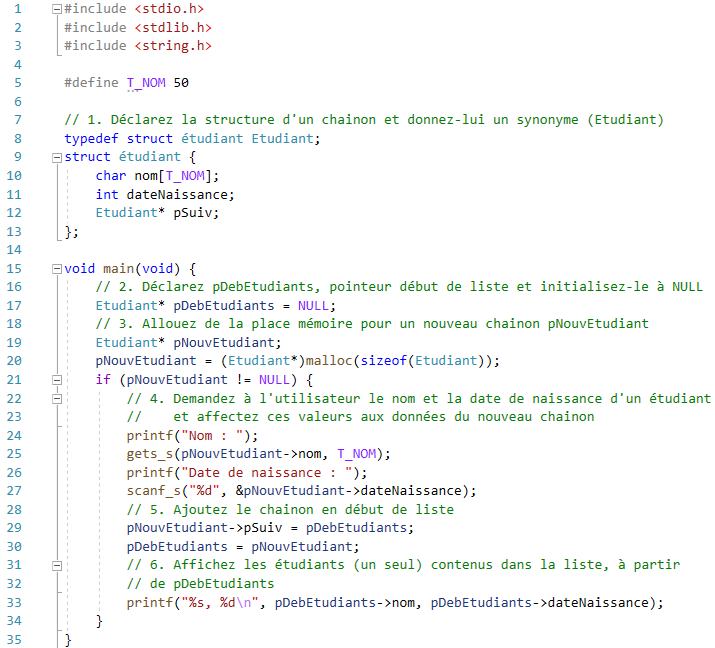 1 #include <stdio.h>
2 #include <stdlib.h>
3 #include <string.h>
4
5 #define T_NOM 50
6
7 // 1. Déclarez la structure d'un chainon et donnez-lui un synonyme (Etudiant)
8 typedef struct étudiant Etudiant;
9 struct étudiant {
10     char nom[T_NOM];
11     int dateNaissance;
12     Etudiant* pSuiv;
13 };
14
15 void main(void) {
16     // 2. Déclarez pDebEtudiants, pointeur début de liste et initialisez-le à NULL
17     Etudiant* pDebEtudiants = NULL;
18     // 3. Allouez de la place mémoire pour un nouveau chainon pNouvEtudiant
19     Etudiant* pNouvEtudiant;
20     pNouvEtudiant = (Etudiant*)malloc(sizeof(Etudiant));
21     if (pNouvEtudiant != NULL) {
22         // 4. Demandez à l'utilisateur le nom et la date de naissance d'un étudiant
23         //    et affectez ces valeurs aux données du nouveau chainon
24         printf("Nom : ");
25         gets_s(pNouvEtudiant->nom, T_NOM);
26         printf("Date de naissance : ");
27         scanf_s("%d", &pNouvEtudiant->dateNaissance);
28         // 5. Ajoutez le chainon en début de liste
29         pNouvEtudiant->pSuiv = pDebEtudiants;
30         pDebEtudiants = pNouvEtudiant;
31         // 6. Affichez les étudiants (un seul) contenus dans la liste, à partir
32         // de pDebEtudiants
33         printf("%s, %d\n", pDebEtudiants->nom, pDebEtudiants->dateNaissance);
34     }
35 }